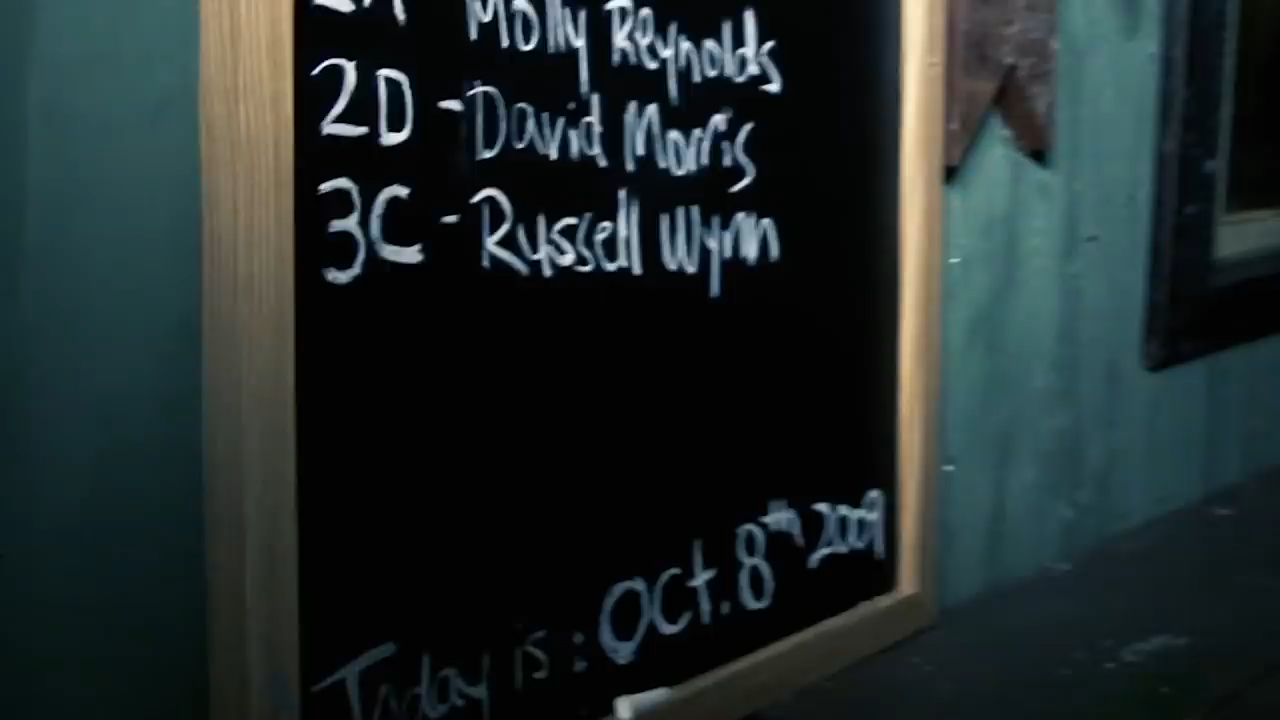 Molly Reynolds
2D - David Morris
3C - Russell Wynn
Today is: Oct. 8th 2009